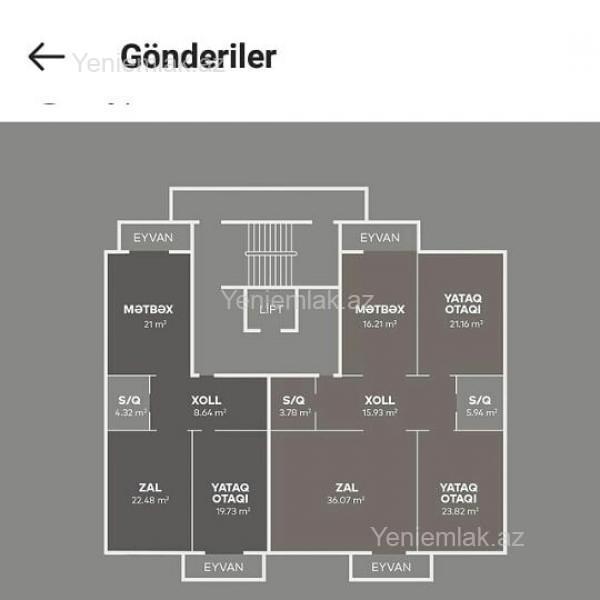 Gönderiler
Yeniemlak.az
EYVAN
EYVAN
MƏTBƏX
21 m²
Yeniemlak.az
LİFT
MƏTBƏX
16.21 m²
YATAQ
OTAQI
21.16 m²
S/Q
4.32 m²
XOLL
8.64 m²
S/Q
3.78 m²
XOLL
15.93 m²
S/Q
5.94 m²
ZAL
22.48 m²
YATAQ
OTAQI
19.73 m²
ZAL
36.07 m²
YATAQ
OTAQI
23.82 m²
Yeniemlak.az
EYVAN
EYVAN